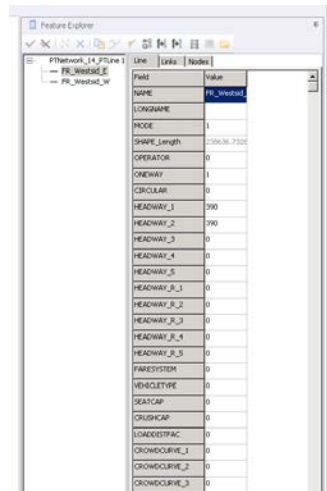 Feature Explorer
PTNetwork_14_PTLine 1
FR_Westsid_E
FR_Westsid_W
Line Links Nodes
Field Value
NAME FR_Westsid_
LONGNAME
MODE 1
SHAPE_Length
OPERATOR 0
ONEWAY 1
CIRCULAR 0
HEADWAY_1 390
HEADWAY_2 390
HEADWAY_3 0
HEADWAY_4 0
HEADWAY_5 0
HEADWAY_R_1 0
HEADWAY_R_2 0
HEADWAY_R_3 0
HEADWAY_R_4 0
HEADWAY_R_5 0
FARESYSTEM 0
VEHICLETYPE 0
SEATCAP 0
CRUSHCAP 0
LOADDISTFAC 0
CROWDCURVE_1 0
CROWDCURVE_2 0
CROWDCURVE_3 0